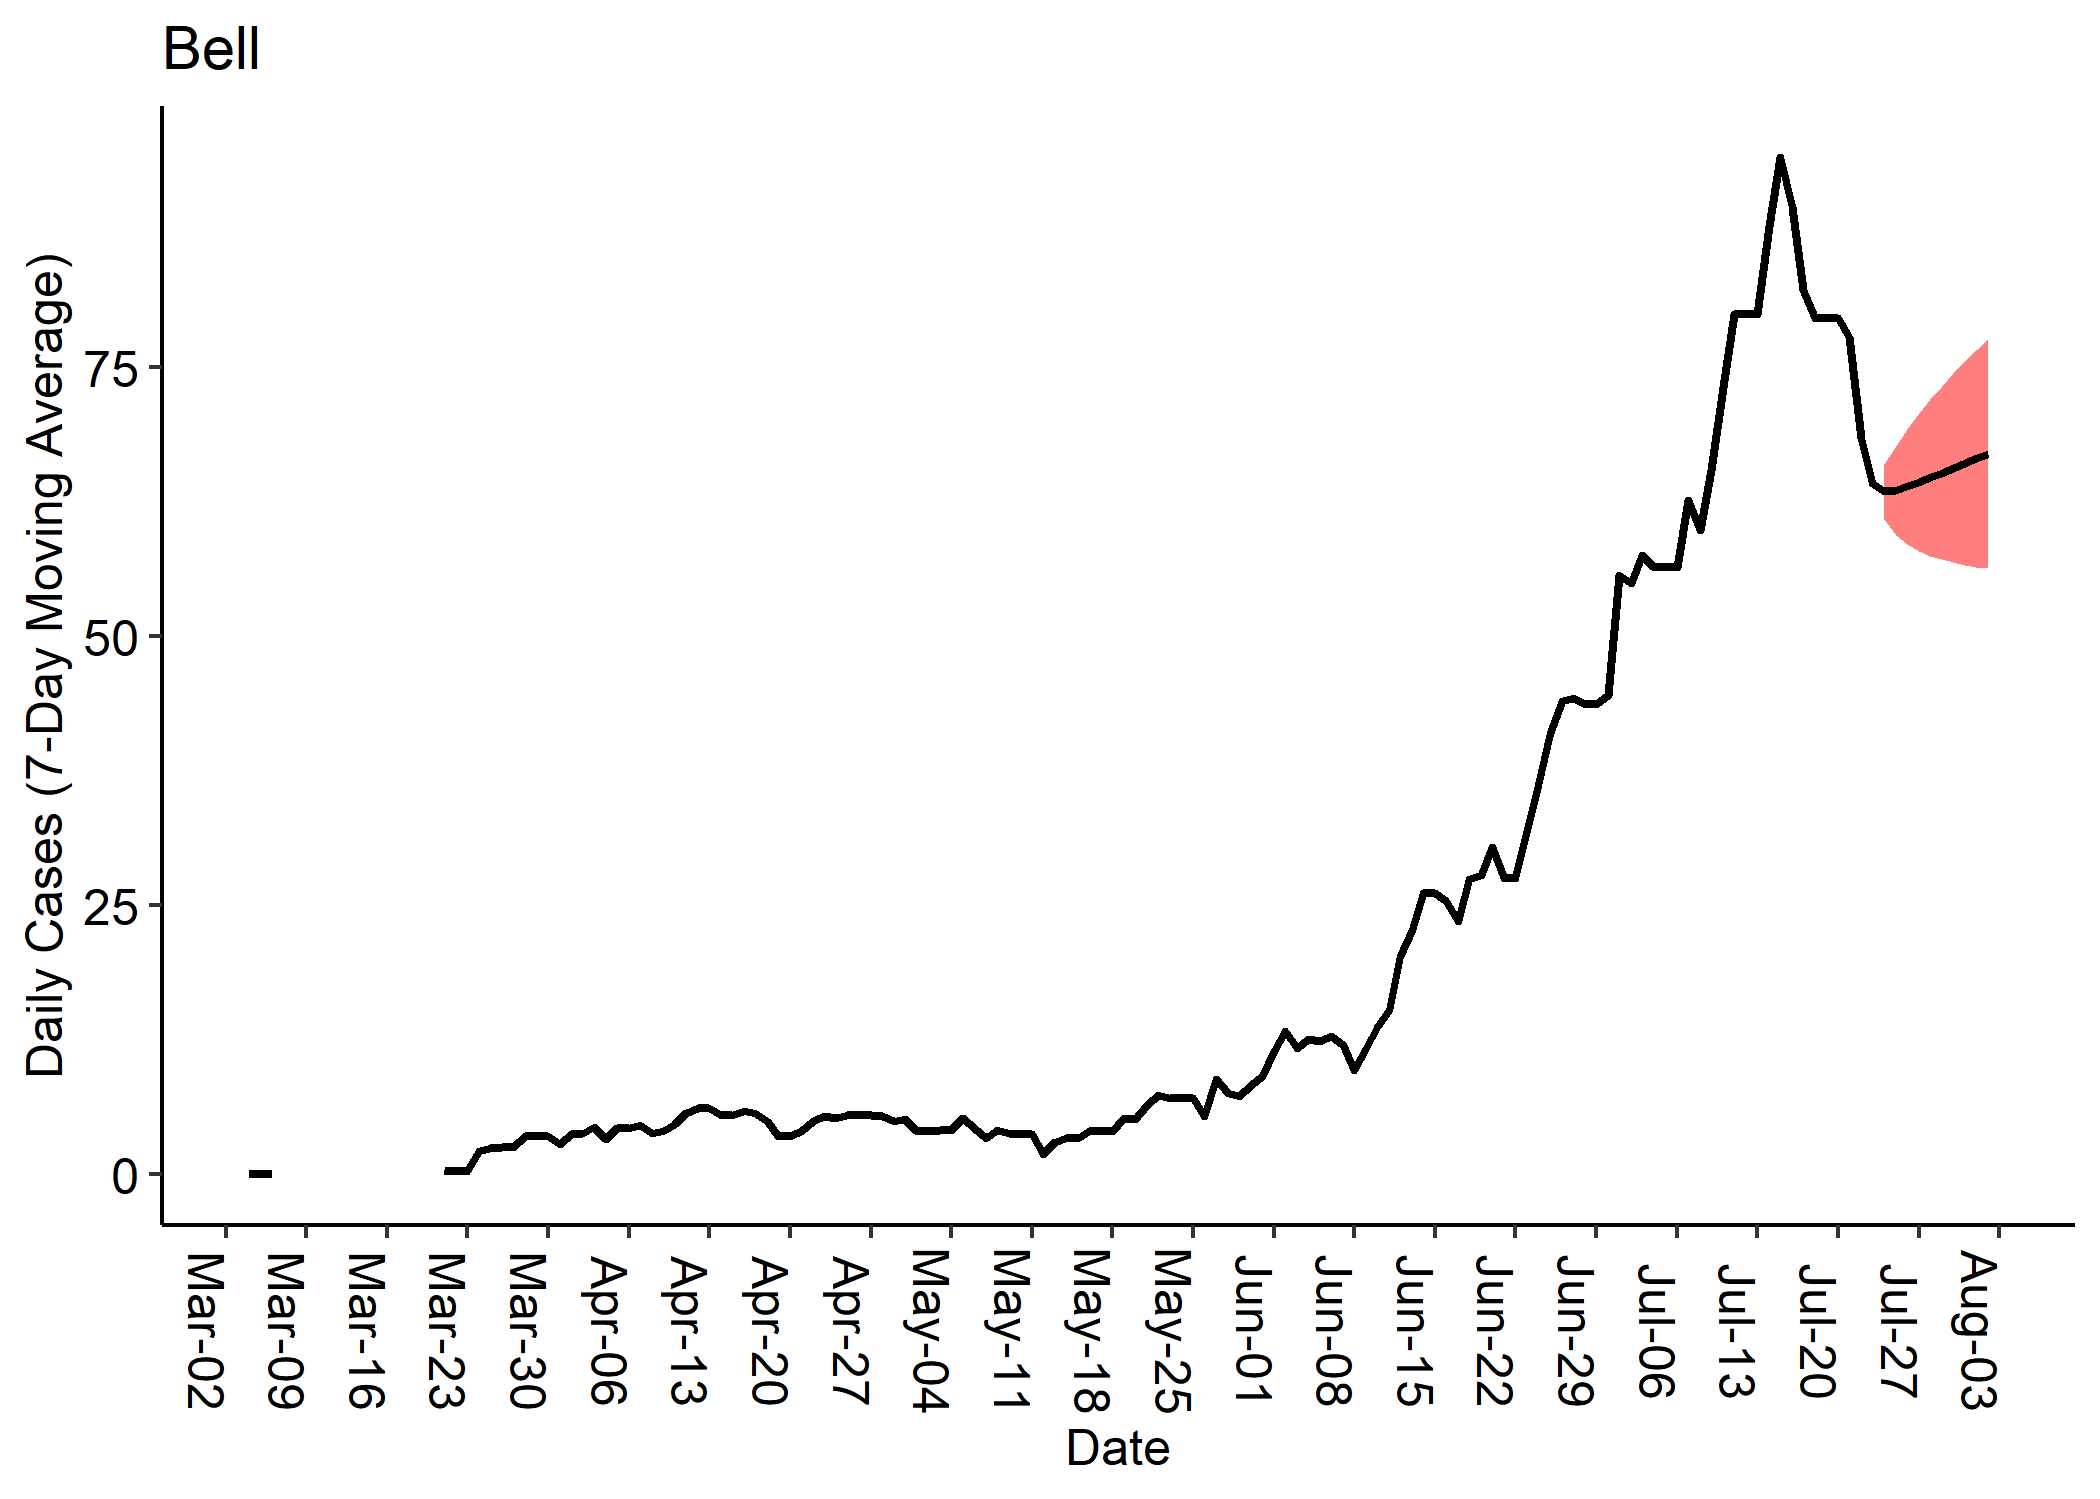 Bell
Daily Cases (7-Day Moving Average)
75
50
25
0
Mar-02
Mar-09
Mar-16
Mar-23
Mar-30
Apr-06
Apr-13
Apr-20
Apr-27
May-04
May-11
May-18
May-25
Jun-01
Jun-08
Jun-15
Jun-22
Jun-29
Jul-06
Jul-13
Jul-20
Jul-27
Aug-03
Date